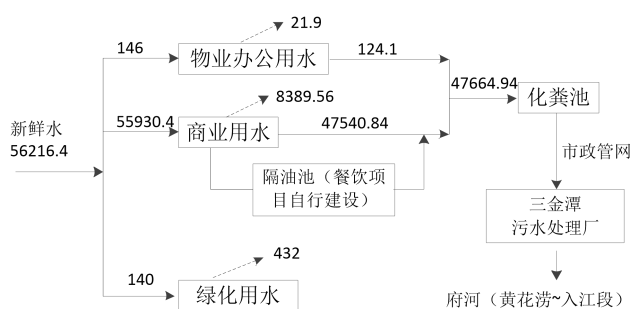 21.9
146
物业办公用水
124.1
47664.94
化粪池
8389.56
新鲜水
56216.4
55930.4
商业用水
47540.84
市政管网
隔油池（餐饮项
目自行建设）
三金潭
污水处理厂
432
140
绿化用水
府河（黄花涝~入江段）